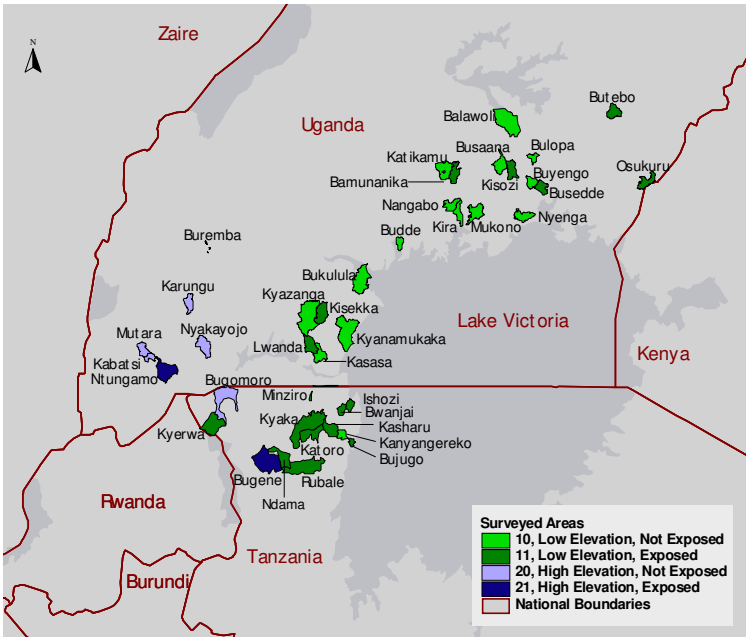 Zaire
N
Uganda
Butebo
Balawoli
Busaana
Bulopa
Katikamu
Osukuru
Bamunanika
Kisozi
Buyengo
Busedde
Nangabo
Kira
Mukono
Nyenga
Budde
Buremba
Bukulula
Karungu
Kyazanga
Kisekka
Lake Victoria
Mutara
Nyakayojo
Kyanamukaka
Kenya
Lwanda
Kabatsi
Kasasa
Ntungamo
Bugomoro
Minziro
Ishozi
Bwanjai
Kyaka
Kasharu
Kyerwa
Kanyangereko
Katoro
Bujugo
Bugene
Rubale
Rwanda
Ndama
Tanzania
Burundi
Surveyed Areas
10, Low Elevation, Not Exposed
11, Low Elevation, Exposed
20, High Elevation, Not Exposed
21, High Elevation, Exposed
National Boundaries